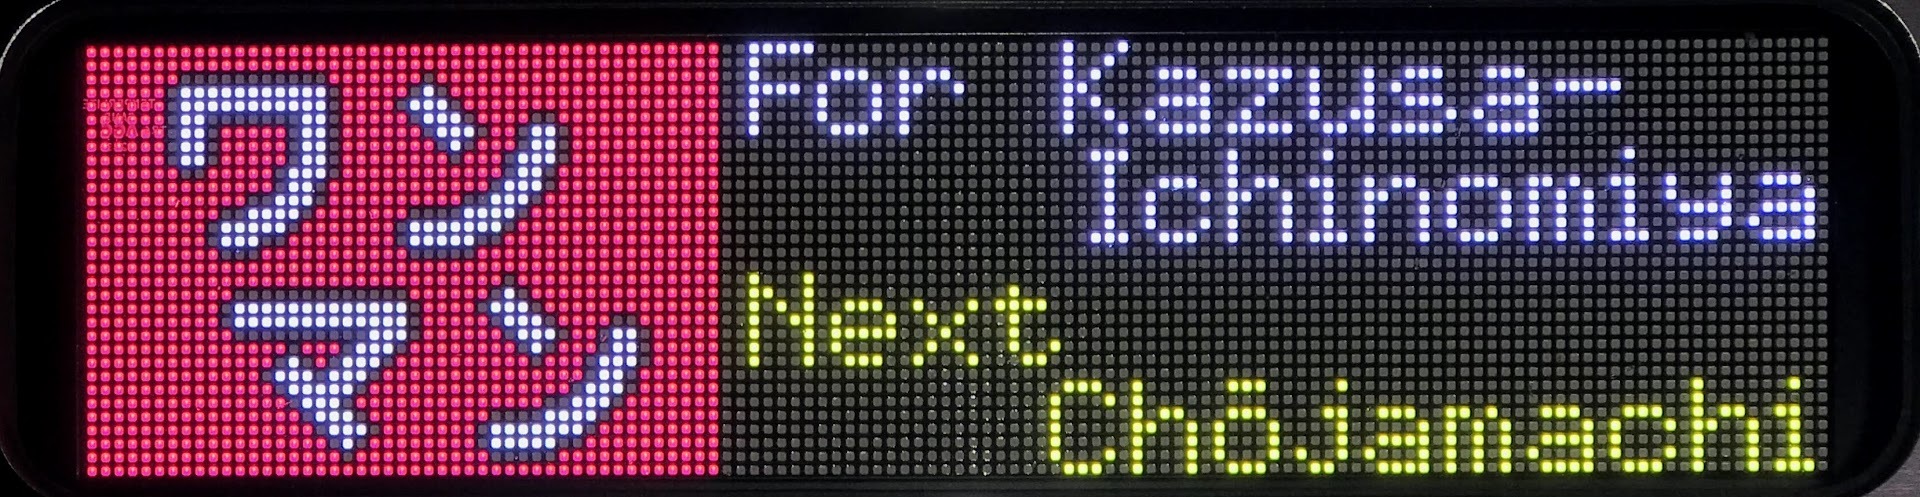 ワン
マン
For Kazusa-
Ichinomiya
Next
Chōjamachi